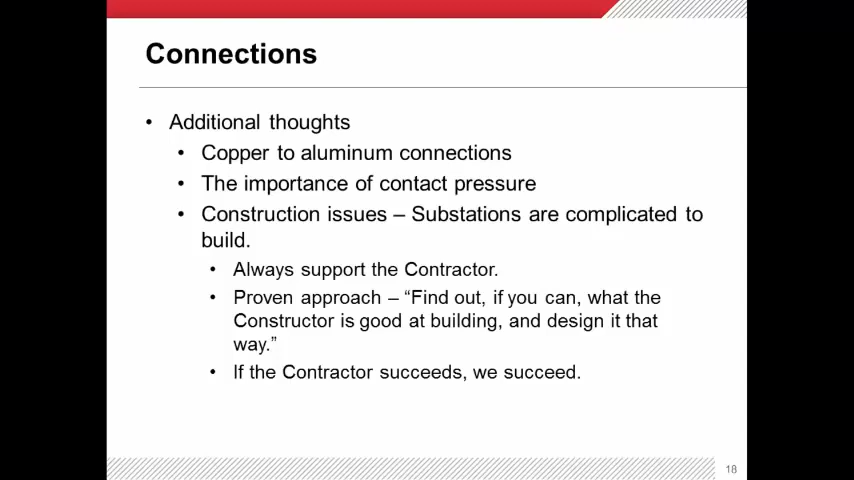 Connections
• Additional thoughts
• Copper to aluminum connections
• The importance of contact pressure
• Construction issues – Substations are complicated to
build.
• Always support the Contractor.
• Proven approach – “Find out, if you can, what the
Constructor is good at building, and design it that
way.”
• If the Contractor succeeds, we succeed.
18